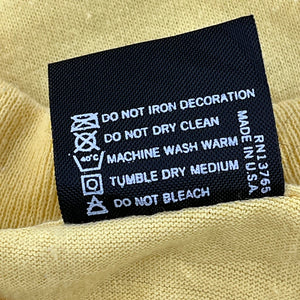 DO NOT IRON DECORATION
DO NOT DRY CLEAN
40°C MACHINE WASH WARM
TUMBLE DRY MEDIUM
DO NOT BLEACH
RN13765
MADE IN U.S.A.